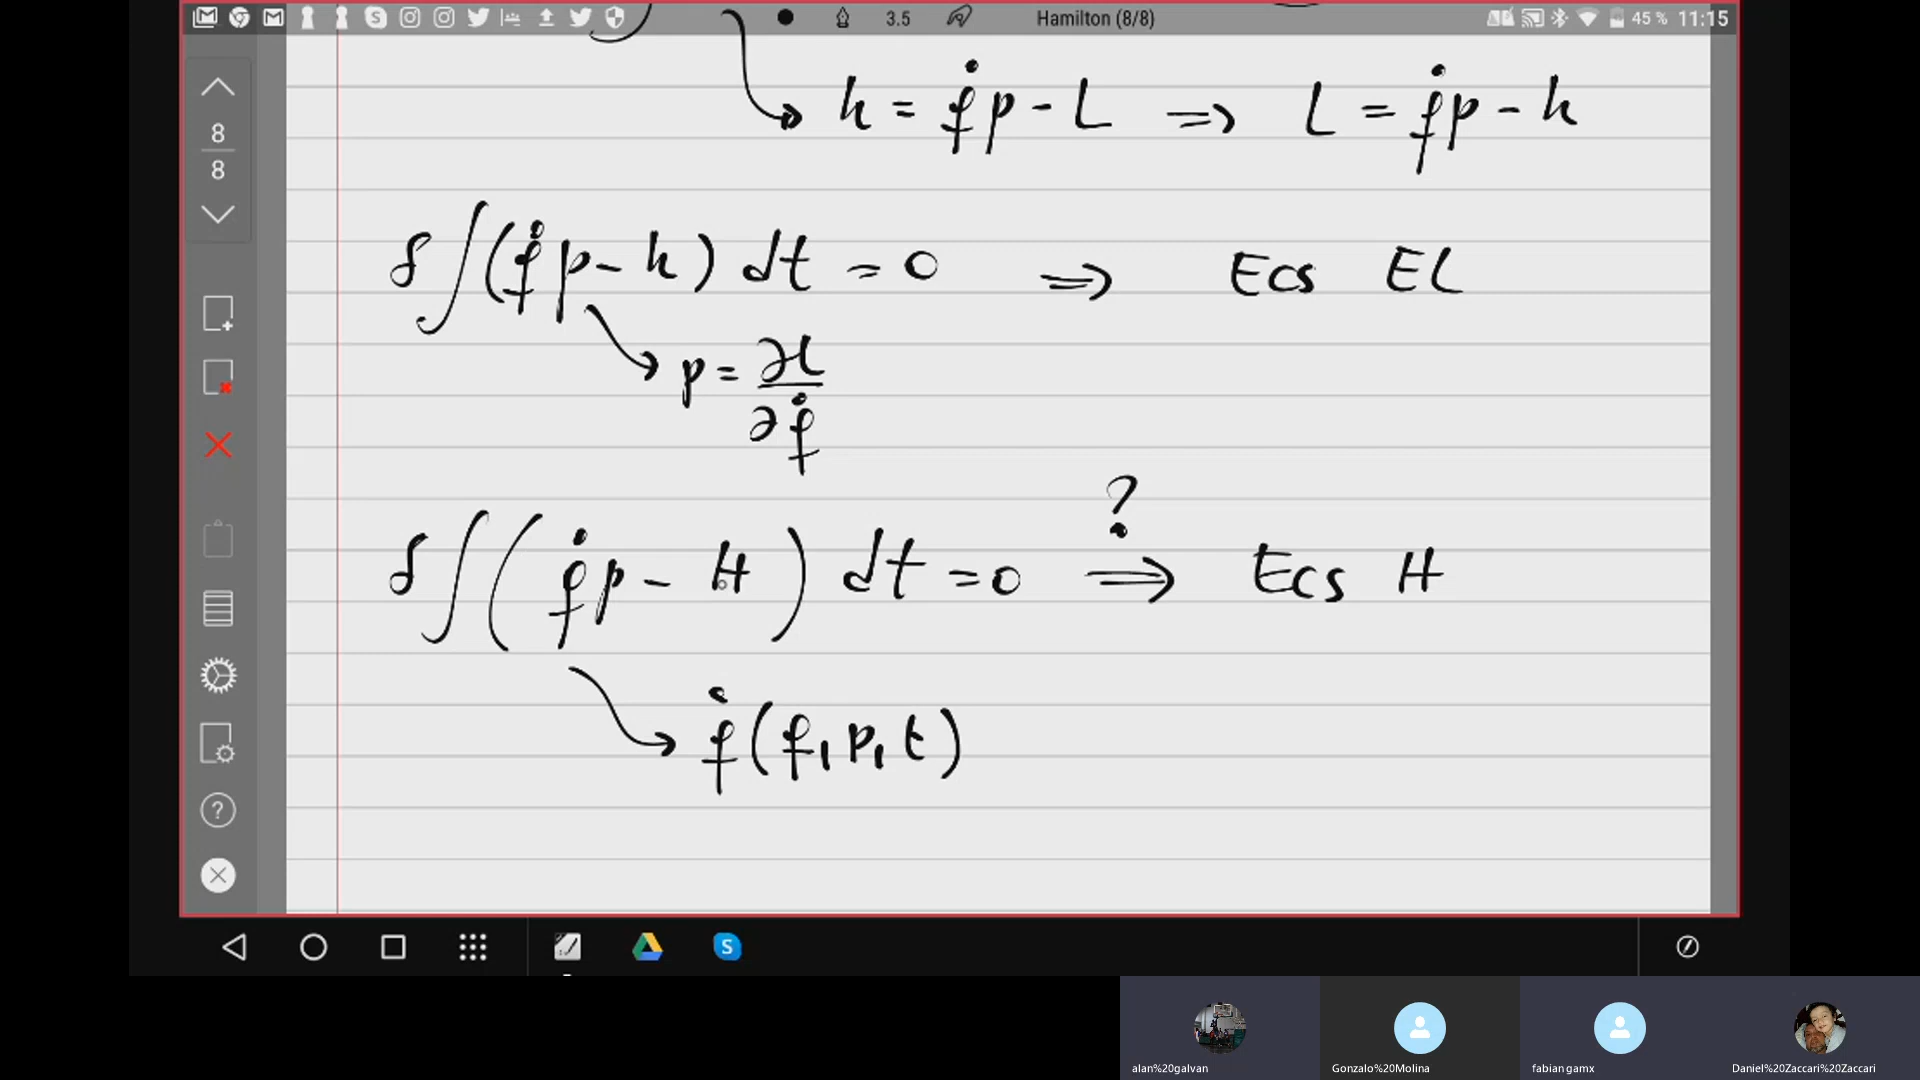 3.5 Hamilton (8/8) 45 % 11:15
8
8
h = q̇p - L ⇒ L = q̇p - h
δ∫(q̇p - h) dt = 0 ⇒ Ecs EL
p = ∂L/∂q̇
?
δ∫(q̇p - H) dt = 0 ⇒ Ecs H
q̇(q, p, t)
alan%20galvan Gonzalo%20Molina fabian gamx Daniel%20Zaccari%20Zaccari